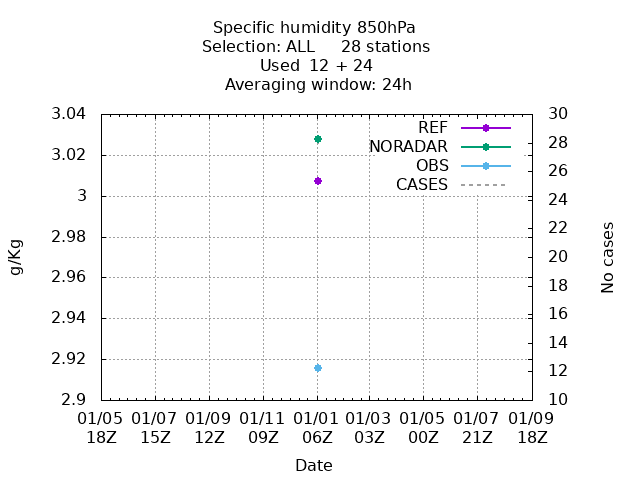 Specific humidity 850hPa
Selection: ALL     28 stations
Used  12 + 24
Averaging window: 24h
g/Kg
3.04
3.02
3
2.98
2.96
2.94
2.92
2.9
REF
NORADAR
OBS
CASES
30
28
26
24
22
20
18
16
14
12
10
No cases
01/05 01/07 01/09 01/11 01/01 01/03 01/05 01/07 01/09
18Z 15Z 12Z 09Z 06Z 03Z 00Z 21Z 18Z
Date